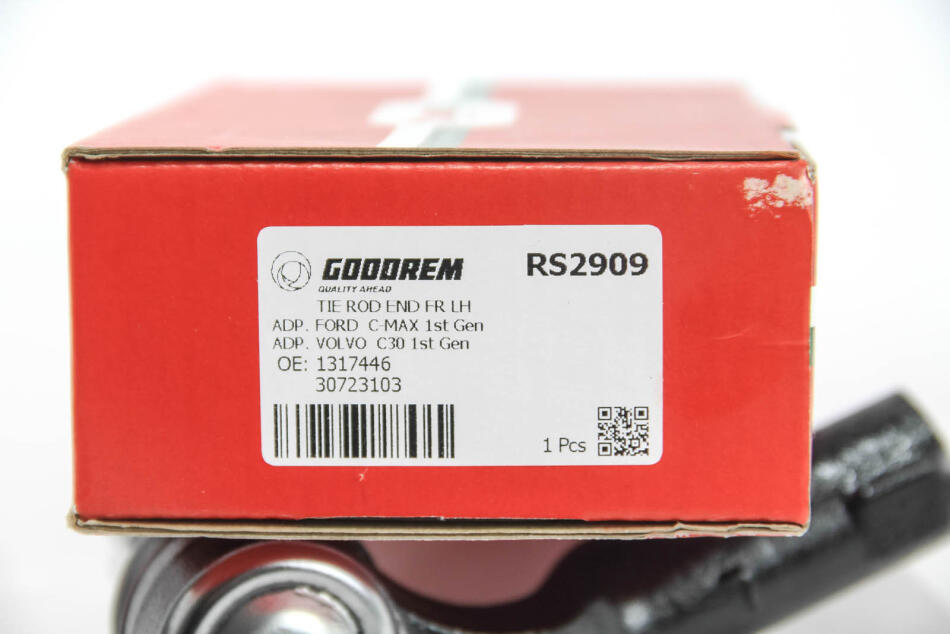 GOODREM
QUALITY AHEAD
RS2909
TIE ROD END FR LH
ADP. FORD C-MAX 1st Gen
ADP. VOLVO C30 1st Gen
OE: 1317446
30723103
1 Pcs